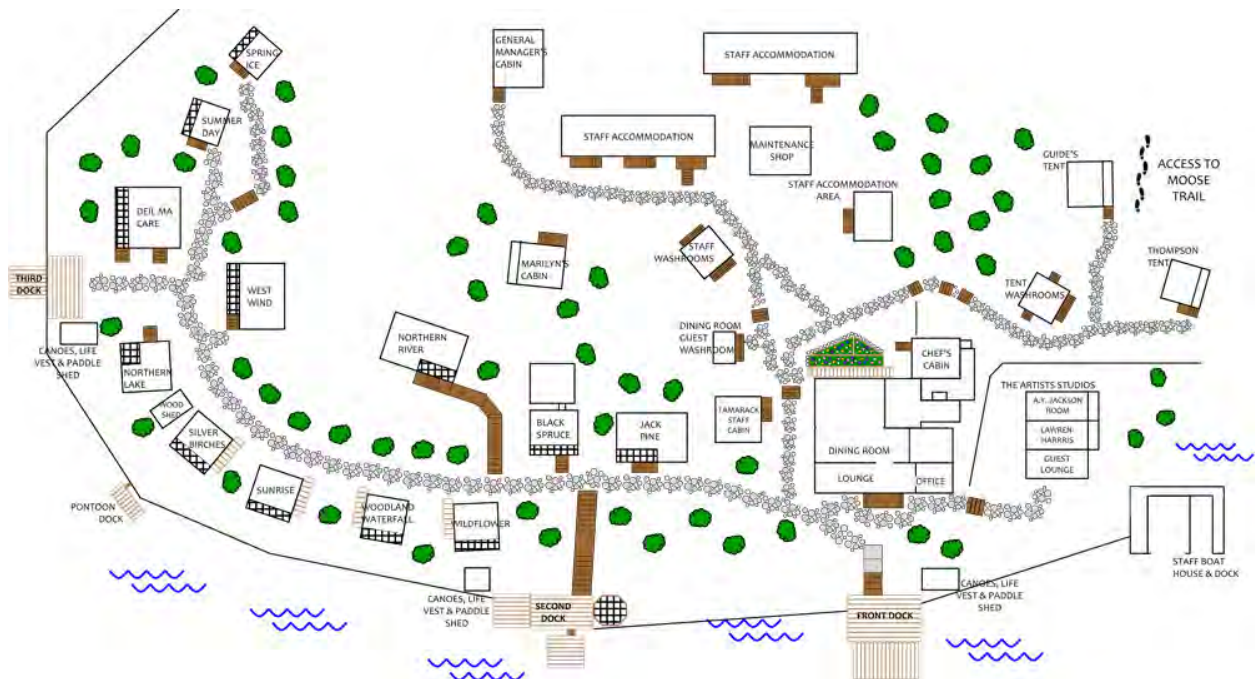 SPRING
ICE
GENERAL
MANAGER'S
CABIN
STAFF ACCOMMODATION
SUMMER
DAY
STAFF ACCOMMODATION
MAINTENANCE
SHOP
GUIDE'S
TENT
ACCESS TO
MOOSE
TRAIL
STAFF ACCOMMODATION
AREA
DEIL MA
CARE
STAFF
WASHROOMS
MARILYN'S
CABIN
THOMPSON
TENT
THIRD
DOCK
WEST
WIND
TENT
WASHROOMS
CANOES, LIFE
VEST & PADDLE
SHED
NORTHERN
RIVER
DINING ROOM
GUEST
WASHROOM
CHEF'S
CABIN
NORTHERN
LAKE
WOOD
SHED
THE ARTISTS STUDIOS
A.Y. JACKSON
ROOM
LAWREN
HARRRIS
GUEST
LOUNGE
SILVER
BIRCHES
BLACK
SPRUCE
JACK
PINE
TAMARACK
STAFF
CABIN
DINING ROOM
LOUNGE
OFFICE
SUNRISE
PONTOON
DOCK
WOODLAND
WATERFALL
WILDFLOWER
STAFF BOAT
HOUSE & DOCK
CANOES, LIFE
VEST & PADDLE
SHED
SECOND
DOCK
FRONT DOCK
CANOES, LIFE
VEST & PADDLE
SHED